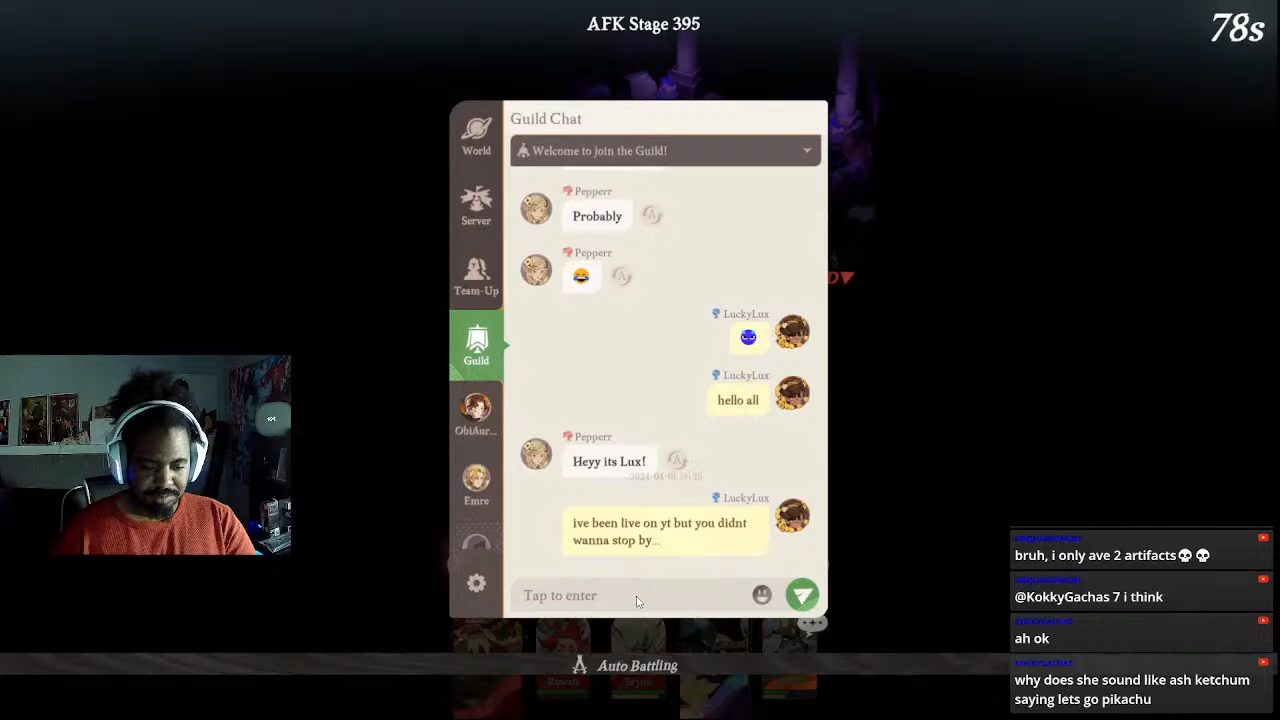 AFK Stage 395
78s
Guild Chat
World
Welcome to join the Guild!
Pepperr
Server
Probably
Pepperr
😂
Team-Up
LuckyLux
Guild
LuckyLux
hello all
ObiAur...
Pepperr
Heyy its Lux!
Emre
LuckyLux
ive been live on yt but you didnt
wanna stop by...
Tap to enter
Auto Battling
bruh, i only ave 2 artifacts💀💀
@KokkyGachas 7 i think
ah ok
KOKKYGACHAS
why does she sound like ash ketchum
saying lets go pikachu